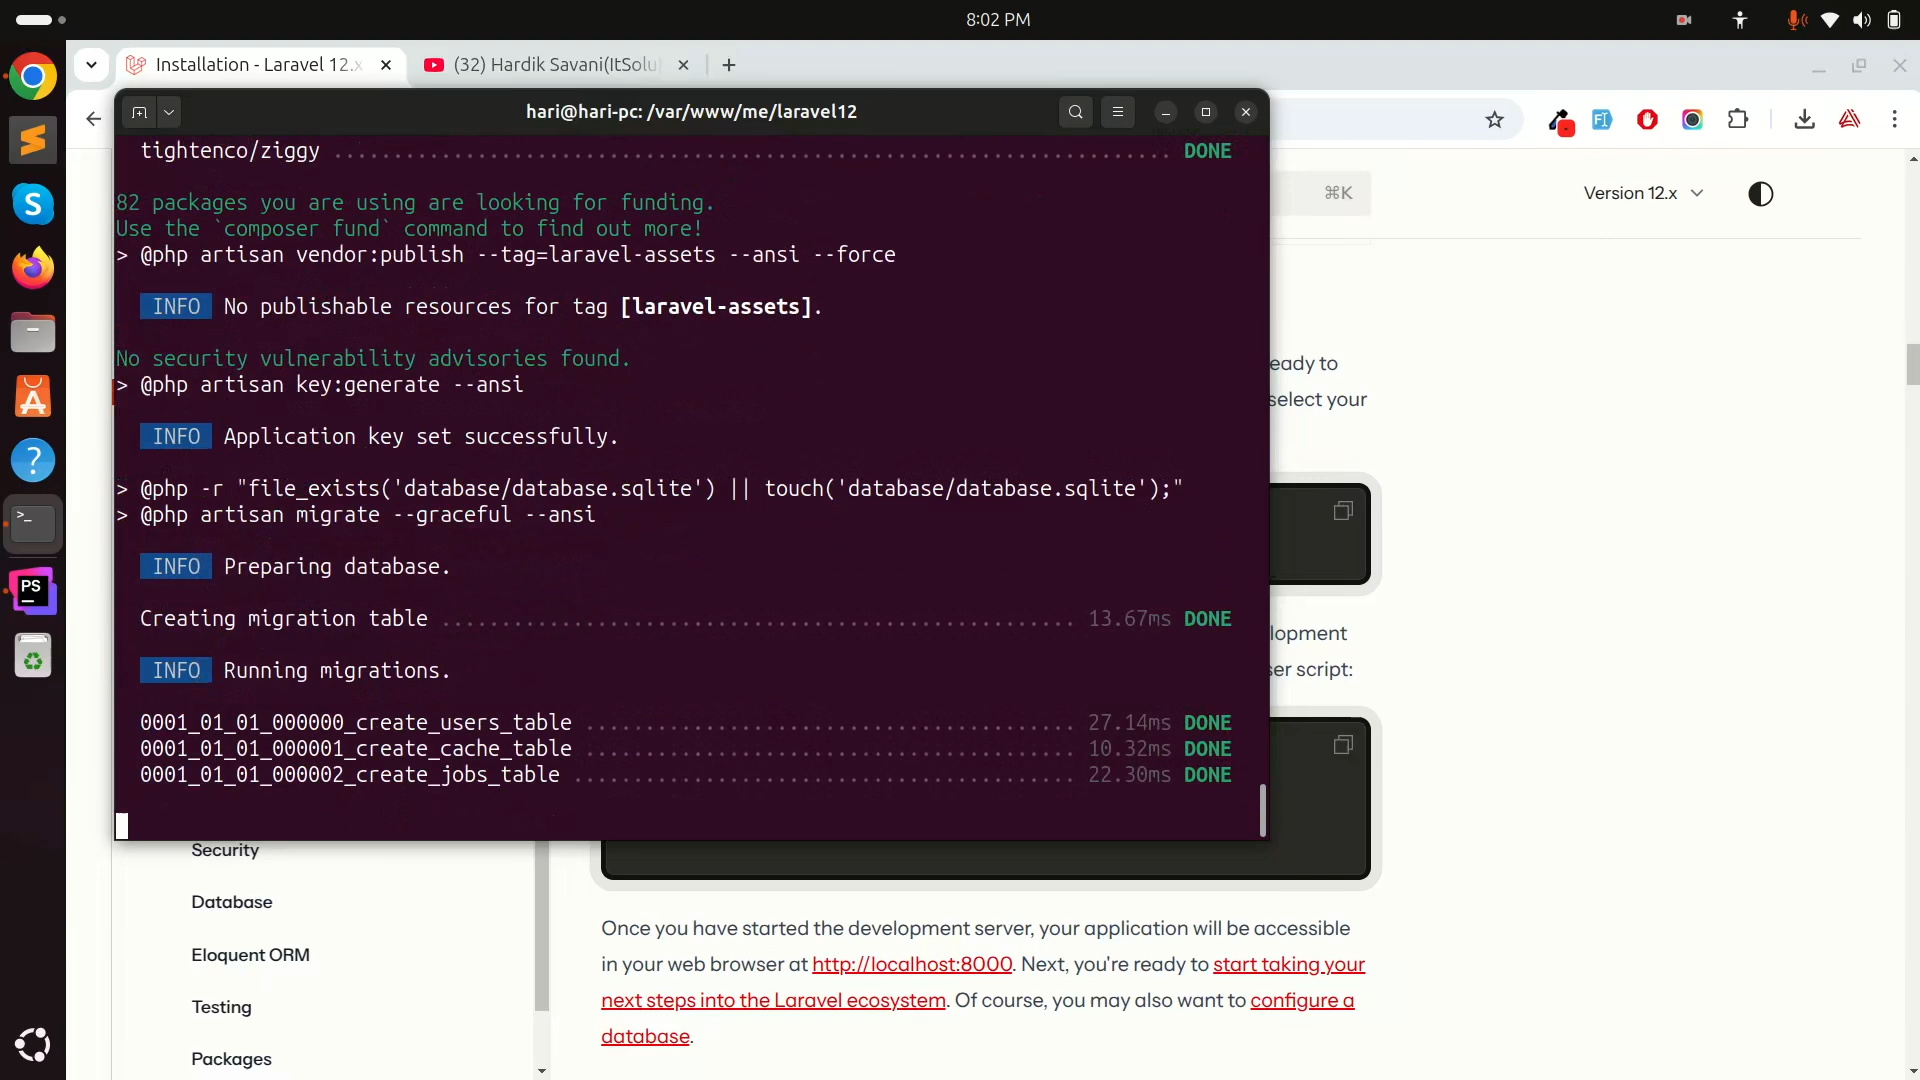 8:02 PM
Installation - Laravel 12.x
(32) Hardik Savani(ItSolu
hari@hari-pc: /var/www/me/laravel12
tightenco/ziggy ...................................................................... DONE
82 packages you are using are looking for funding.
Use the `composer fund` command to find out more!
> @php artisan vendor:publish --tag=laravel-assets --ansi --force
INFO No publishable resources for tag [laravel-assets].
No security vulnerability advisories found.
> @php artisan key:generate --ansi
INFO Application key set successfully.
> @php -r "file_exists('database/database.sqlite') || touch('database/database.sqlite');"
> @php artisan migrate --graceful --ansi
INFO Preparing database.
Creating migration table ..................................................... 13.67ms DONE
INFO Running migrations.
0001_01_01_000000_create_users_table ......................................... 27.14ms DONE
0001_01_01_000001_create_cache_table ......................................... 10.32ms DONE
0001_01_01_000002_create_jobs_table .......................................... 22.30ms DONE
⌘K
Version 12.x
eady to
select your
lopment
ser script:
Security
Database
Eloquent ORM
Testing
Packages
Once you have started the development server, your application will be accessible
in your web browser at http://localhost:8000. Next, you're ready to start taking your
next steps into the Laravel ecosystem. Of course, you may also want to configure a
database.
PS